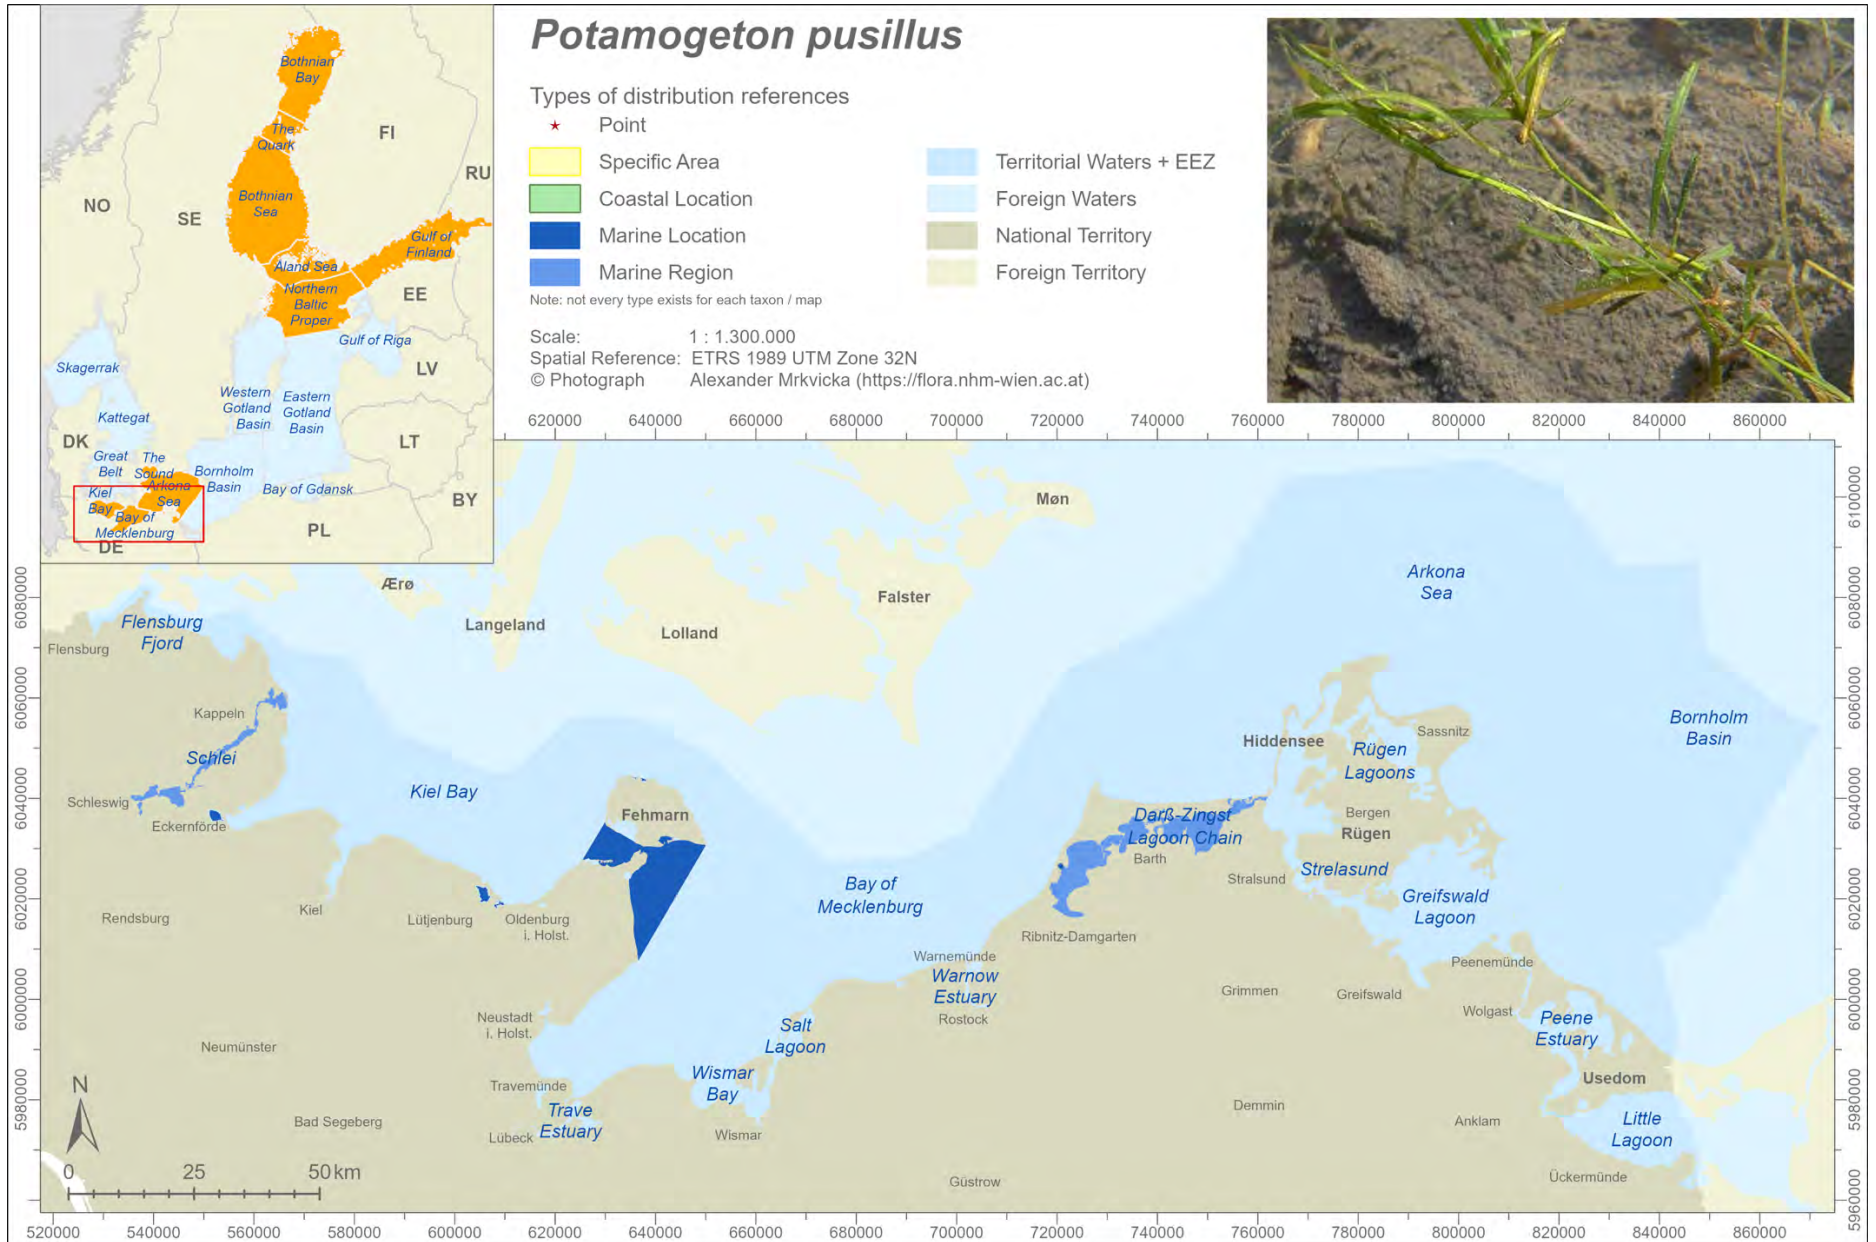 Potamogeton pusillus
Types of distribution references
Point
Specific Area
Coastal Location
Marine Location
Marine Region
Territorial Waters + EEZ
Foreign Waters
National Territory
Foreign Territory
Note: not every type exists for each taxon / map
Scale: 1 : 1.300.000
Spatial Reference: ETRS 1989 UTM Zone 32N
© Photograph Alexander Mrkvicka (https://flora.nhm-wien.ac.at)
Bothnian
Bay
The
Quark
FI
RU
NO
SE
Bothnian
Sea
Gulf of
Finland
Åland Sea
Northern
Baltic
Proper
EE
Gulf of Riga
Skagerrak
LV
Western
Gotland
Basin
Eastern
Gotland
Basin
Kattegat
DK
LT
Great
Belt
The
Sound
Bornholm
Basin
Arkona
Sea
Bay of Gdansk
Kiel
Bay
BY
Bay of
Mecklenburg
PL
DE
620000 640000 660000 680000 700000 720000 740000 760000 780000 800000 820000 840000 860000
6100000
6080000
6060000
6040000
6020000
6000000
5980000
5960000
6080000
6060000
6040000
6020000
6000000
5980000
Møn
Ærø
Langeland
Lolland
Falster
Arkona
Sea
Flensburg
Fjord
Flensburg
Kappeln
Schlei
Schleswig
Eckernförde
Kiel Bay
Fehmarn
Hiddensee
Rügen
Lagoons
Sassnitz
Bornholm
Basin
Bergen
Rügen
Darß-Zingst
Lagoon Chain
Barth
Strelasund
Stralsund
Greifswald
Lagoon
Bay of
Mecklenburg
Rendsburg
Kiel
Lütjenburg
Oldenburg
i. Holst.
Ribnitz-Damgarten
Warnemünde
Warnow
Estuary
Rostock
Peenemünde
Grimmen
Greifswald
Wolgast
Peene
Estuary
Neustadt
i. Holst.
Salt
Lagoon
Neumünster
Wismar
Bay
Usedom
Travemünde
Trave
Estuary
Lübeck
Bad Segeberg
Wismar
Demmin
Anklam
Little
Lagoon
Güstrow
Ückermünde
N
0 25 50 km
520000 540000 560000 580000 600000 620000 640000 660000 680000 700000 720000 740000 760000 780000 800000 820000 840000 860000